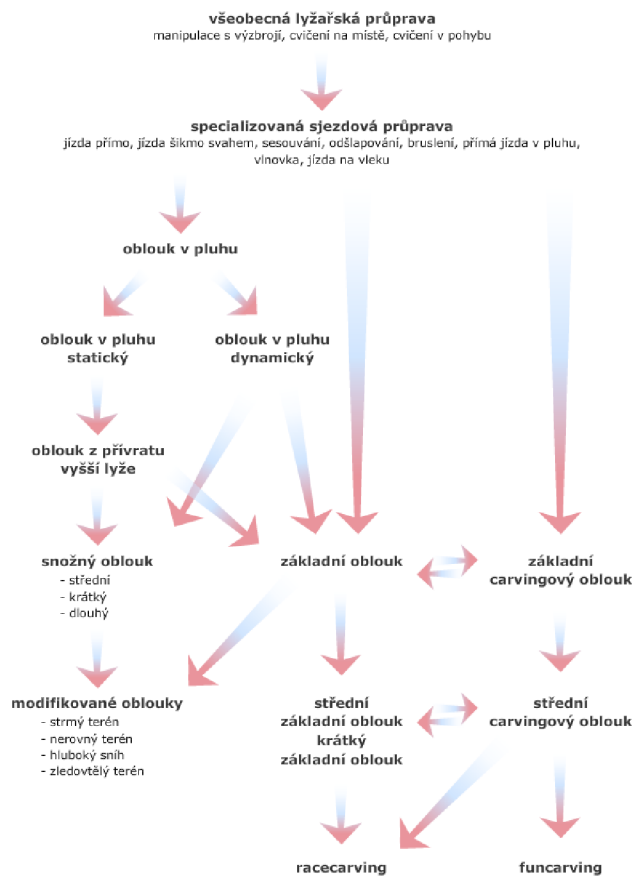 všeobecná lyžařská průprava
manipulace s výzbrojí, cvičení na místě, cvičení v pohybu
specializovaná sjezdová průprava
jízda přímo, jízda šikmo svahem, sesouvání, odšlapování, bruslení, přímá jízda v pluhu,
vlnovka, jízda na vleku
oblouk v pluhu
oblouk v pluhu
statický
oblouk v pluhu
dynamický
oblouk z přívratu
vyšší lyže
snožný oblouk
- střední
- krátký
- dlouhý
základní oblouk
základní
carvingový oblouk
modifikované oblouky
- strmý terén
- nerovný terén
- hluboký sníh
- zledovtělý terén
střední
základní oblouk
krátký
základní oblouk
střední
carvingový oblouk
racecarving
funcarving